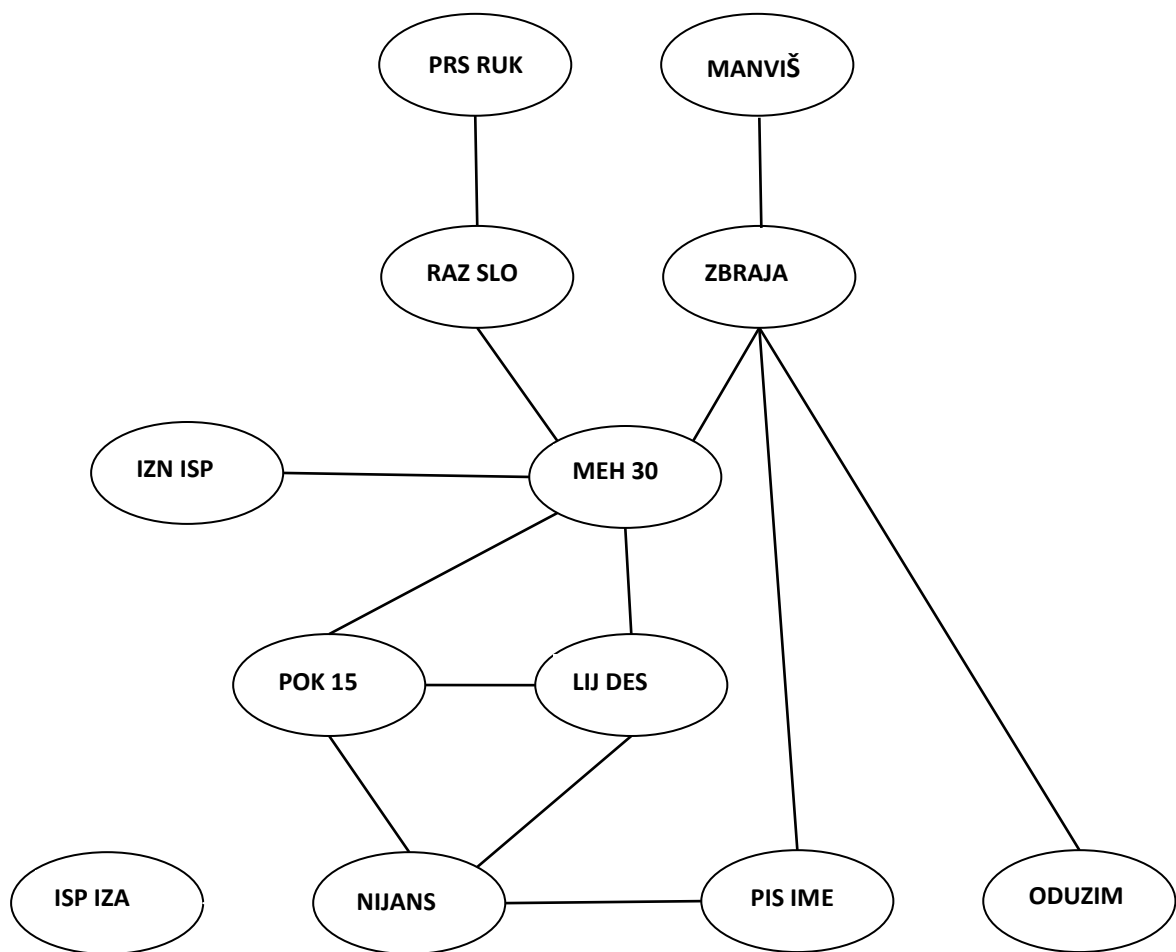 PRS RUK
MANVIŠ
RAZ SLO
ZBRAJA
IZN ISP
MEH 30
POK 15
LIJ DES
ISP IZA
NIJANS
PIS IME
ODUZIM